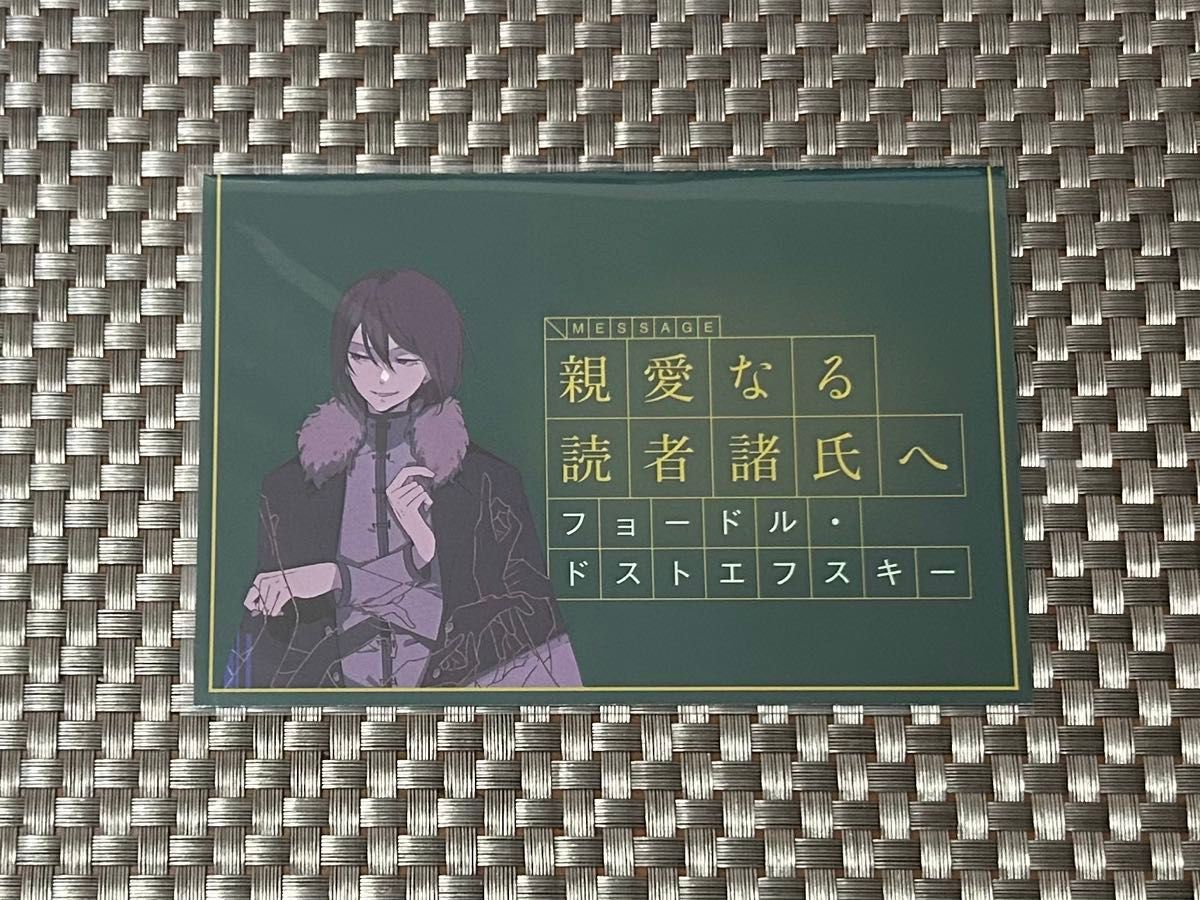 MESSAGE
親愛なる
読者諸氏へ
フョードル・
ドストエフスキー